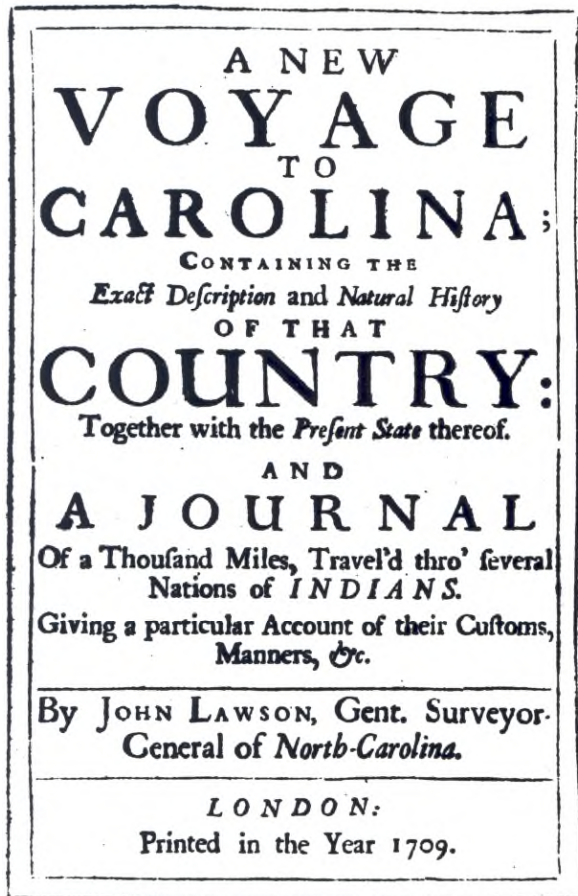 A NEW
VOYAGE
TO
CAROLINA;
CONTAINING THE
Exact Deſcription and Natural Hiſtory
OF THAT
COUNTRY:
Together with the Preſent State thereof.
AND
A JOURNAL
Of a Thouſand Miles, Travel'd thro' ſeveral
Nations of INDIANS.
Giving a particular Account of their Cuſtoms,
Manners, &c.
By JOHN LAWSON, Gent. Surveyor-
General of North-Carolina.
LONDON:
Printed in the Year 1709.